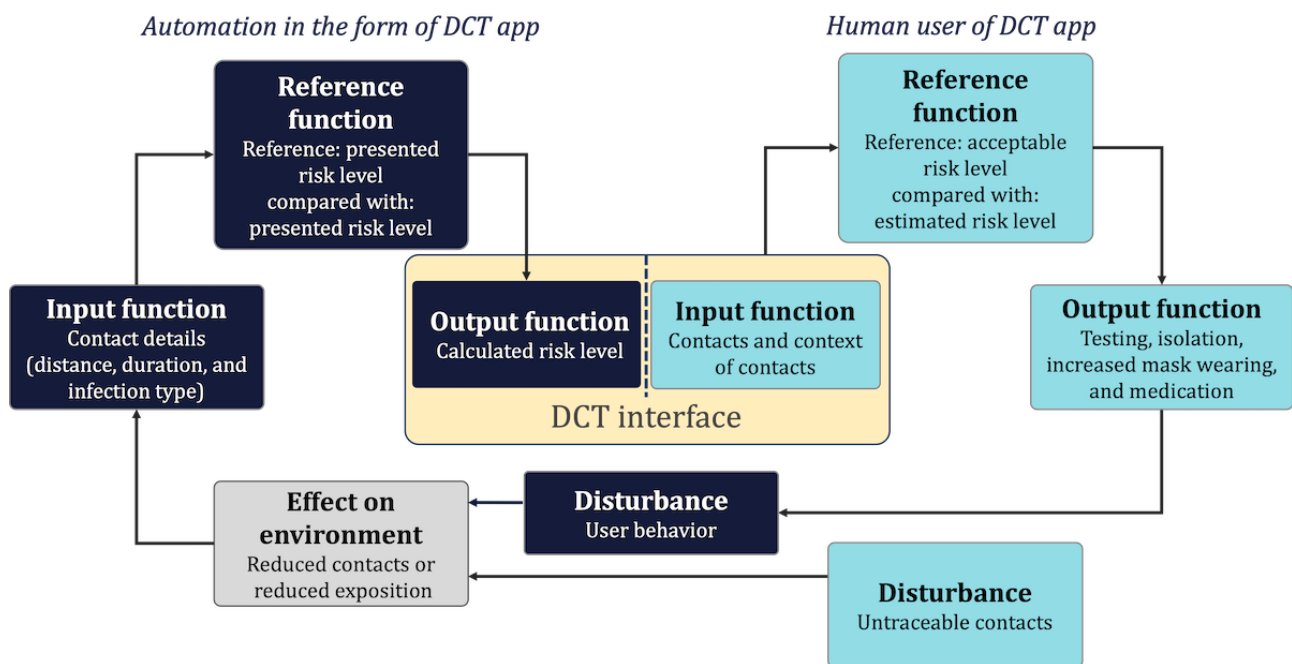 Automation in the form of DCT app
Human user of DCT app
Reference
function
Reference: presented
risk level
compared with:
presented risk level
Reference
function
Reference: acceptable
risk level
compared with:
estimated risk level
Input function
Contact details
(distance, duration, and
infection type)
Output function
Calculated risk level
Input function
Contacts and context
of contacts
DCT interface
Output function
Testing, isolation,
increased mask wearing,
and medication
Effect on
environment
Reduced contacts or
reduced exposition
Disturbance
User behavior
Disturbance
Untraceable contacts